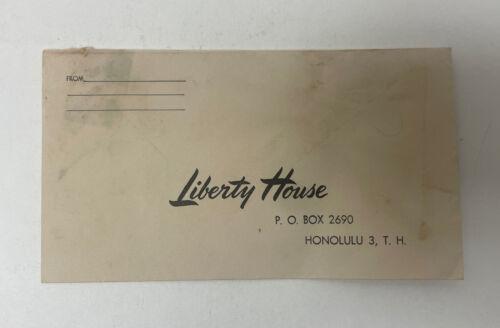 FROM
Liberty House
P. O. BOX 2690
HONOLULU 3, T. H.